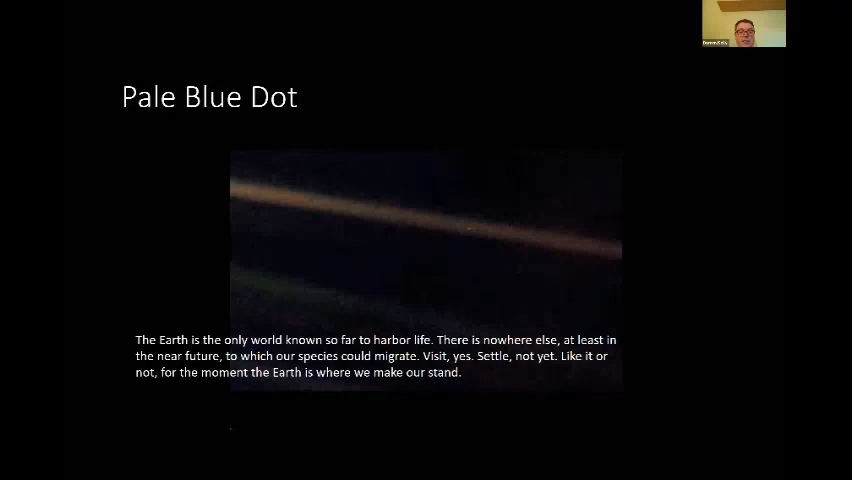 Pale Blue Dot
The Earth is the only world known so far to harbor life. There is nowhere else, at least in
the near future, to which our species could migrate. Visit, yes. Settle, not yet. Like it or
not, for the moment the Earth is where we make our stand.